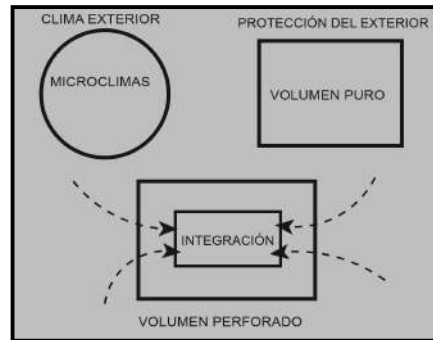 CLIMA EXTERIOR
PROTECCIÓN DEL EXTERIOR
MICROCLIMAS
VOLUMEN PURO
INTEGRACIÓN
VOLUMEN PERFORADO